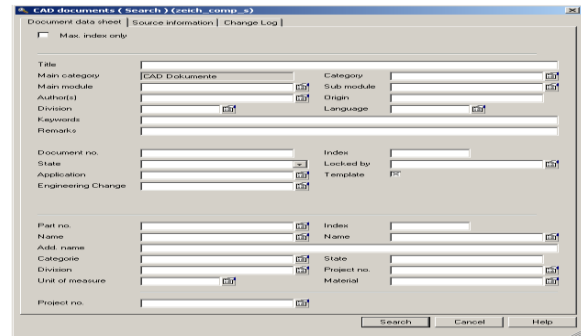 CAD documents ( Search ) (zeich_comp_s)
Document data sheet Source information Change Log
Max. index only
Title
Main category CAD Dokumente Category
Main module Sub module
Author(s) Origin
Division Language
Keywords
Remarks
Document no. Index
State Locked by
Application Template
Engineering Change
Part no. Index
Name Name
Add. name
Categorie State
Division Project no.
Unit of measure Material
Project no.
Search Cancel Help